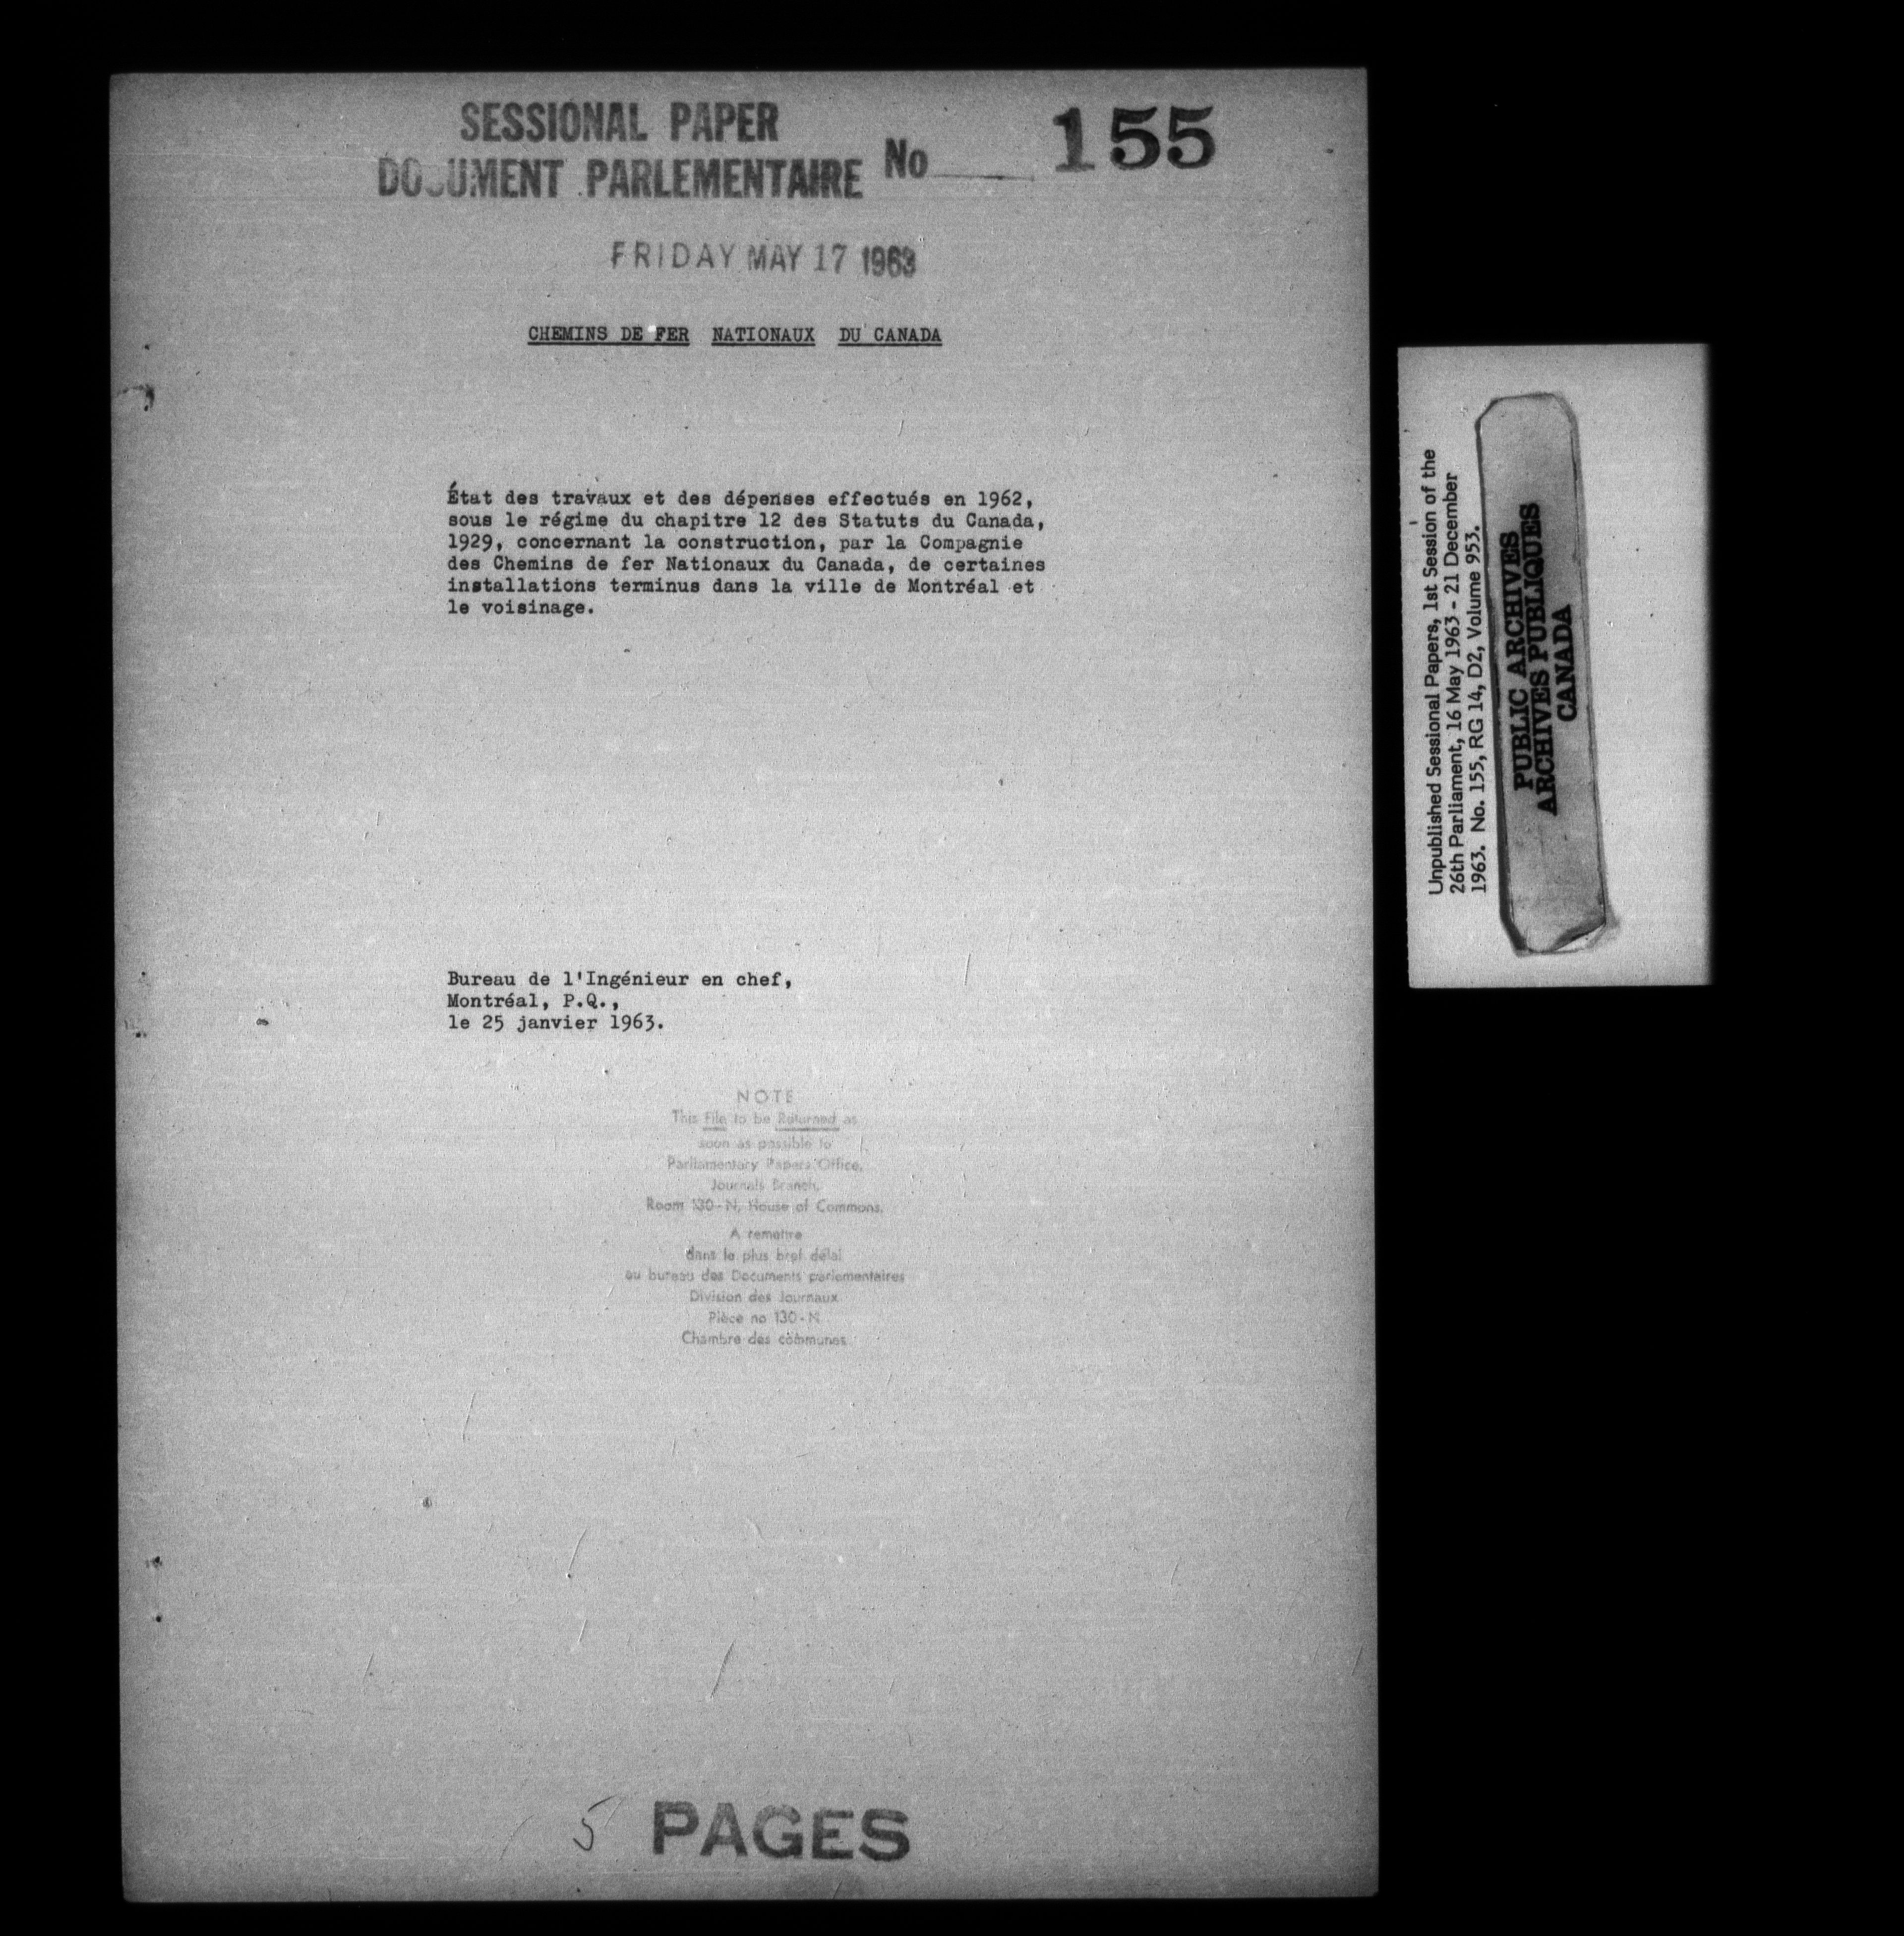 SESSIONAL PAPER
DOCUMENT PARLEMENTAIRE No 155
FRIDAY MAY 17 1963
CHEMINS DE FER NATIONAUX DU CANADA
État des travaux et des dépenses effectués en 1962,
sous le régime du chapitre 12 des Statuts du Canada,
1929, concernant la construction, par la Compagnie
des Chemins de fer Nationaux du Canada, de certaines
installations terminus dans la ville de Montréal et
le voisinage.
Bureau de l'Ingénieur en chef,
Montréal, P.Q.,
le 25 janvier 1963.
NOTE
This File to be Returned as
soon as possible to
Parliamentary Papers Office,
Journals Branch,
Room 130-N, House of Commons.
A remettre
dans le plus bref délai
au bureau des Documents parlementaires
Division des Journaux
Pièce no 130-N
Chambre des communes
5 PAGES
Unpublished Sessional Papers, 1st Session of the
26th Parliament, 16 May 1963 - 21 December
1963. No. 155, RG 14, D2, Volume 953.
PUBLIC ARCHIVES
ARCHIVES PUBLIQUES
CANADA